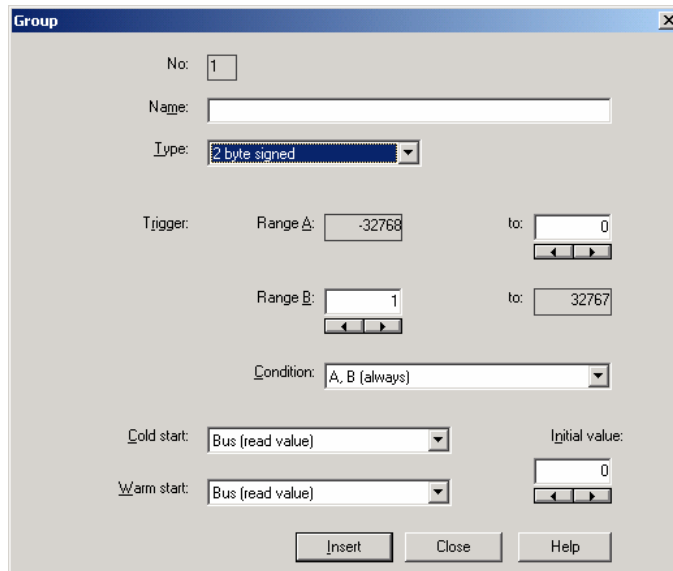 Group
No: 1
Name:
Type: 2 byte signed
Trigger: Range A: -32768 to: 0
Range B: 1 to: 32767
Condition: A, B (always)
Cold start: Bus (read value) Initial value:
0
Warm start: Bus (read value)
Insert Close Help